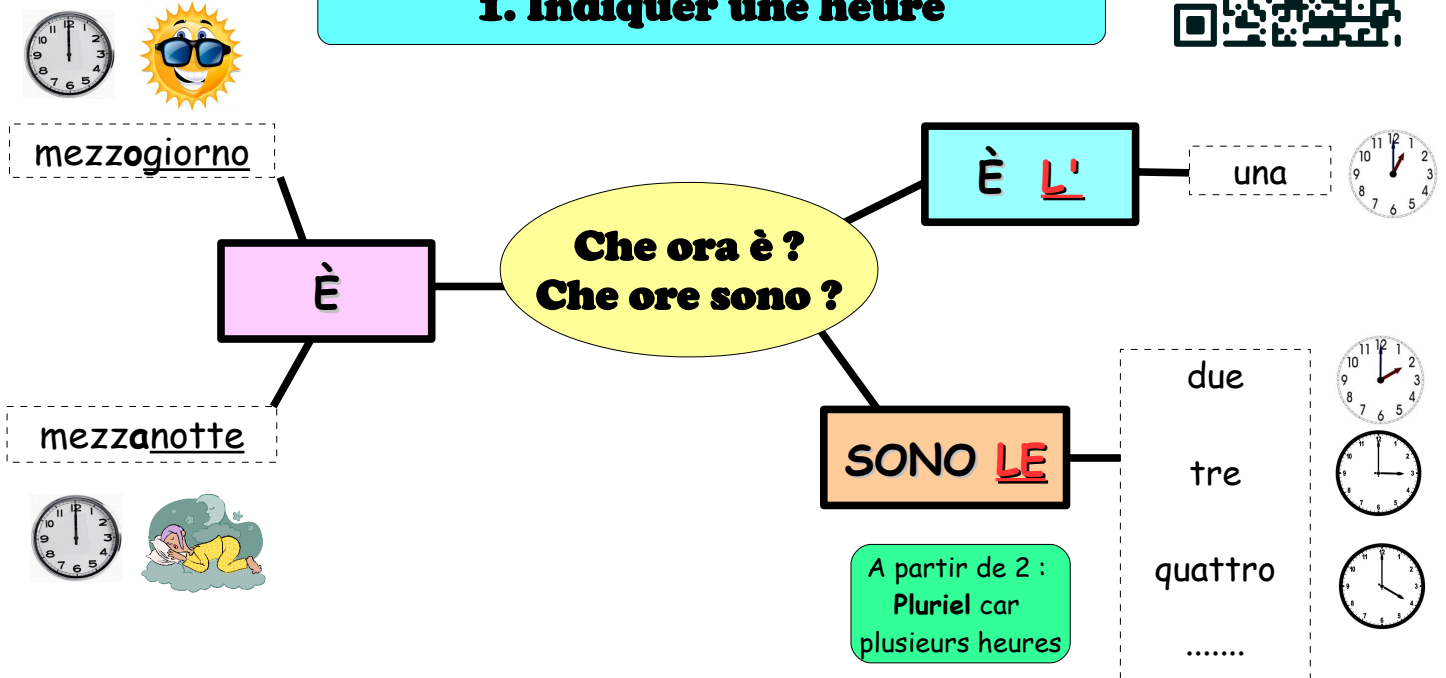 1. Indiquer une heure
mezzogiorno
È L'
una
Che ora è ?
Che ore sono ?
È
mezzanotte
SONO LE
due
tre
quattro
.......
A partir de 2 :
Pluriel car
plusieurs heures